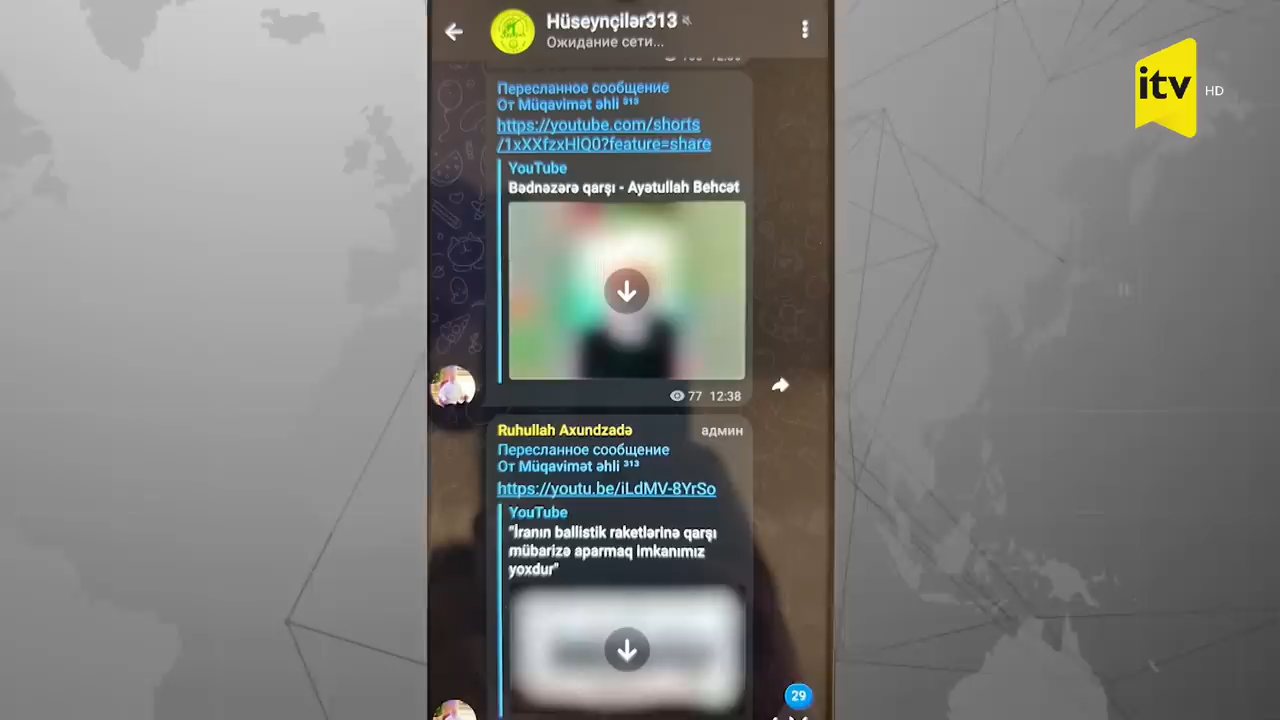 Hüseynçilər313
Ожидание сети...
itv
HD
Пересланное сообщение
От Müqavimət əhli ³¹³
https://youtube.com/shorts
/1xXXfzxHlQ0?feature=share
YouTube
Bədnəzərə qarşı - Ayətullah Behcət
77 12:38
Ruhullah Axundzadə
админ
Пересланное сообщение
От Müqavimət əhli ³¹³
https://youtu.be/iLdMV-8YrSo
YouTube
"İranın ballistik raketlərinə qarşı
mübarizə aparmaq imkanımız
yoxdur"
29